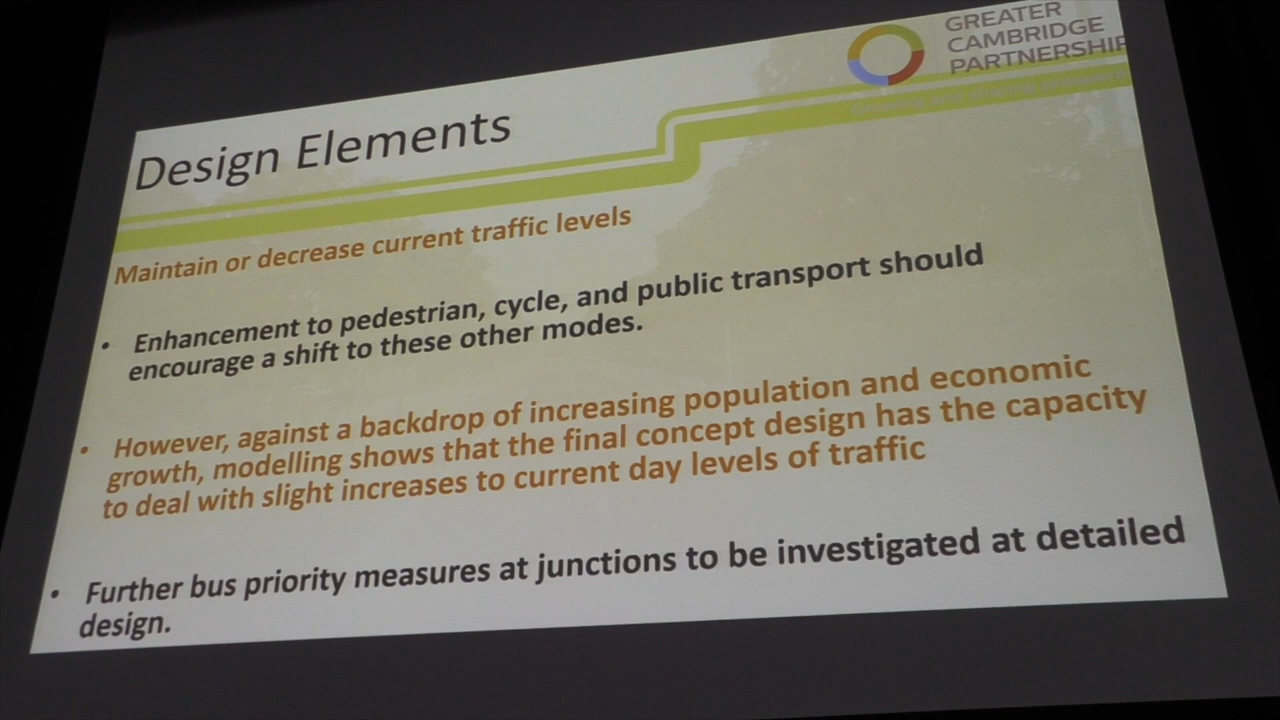 GREATER
CAMBRIDGE
PARTNERSHIP
Design Elements
Maintain or decrease current traffic levels
• Enhancement to pedestrian, cycle, and public transport should
encourage a shift to these other modes.
• However, against a backdrop of increasing population and economic
growth, modelling shows that the final concept design has the capacity
to deal with slight increases to current day levels of traffic
• Further bus priority measures at junctions to be investigated at detailed
design.